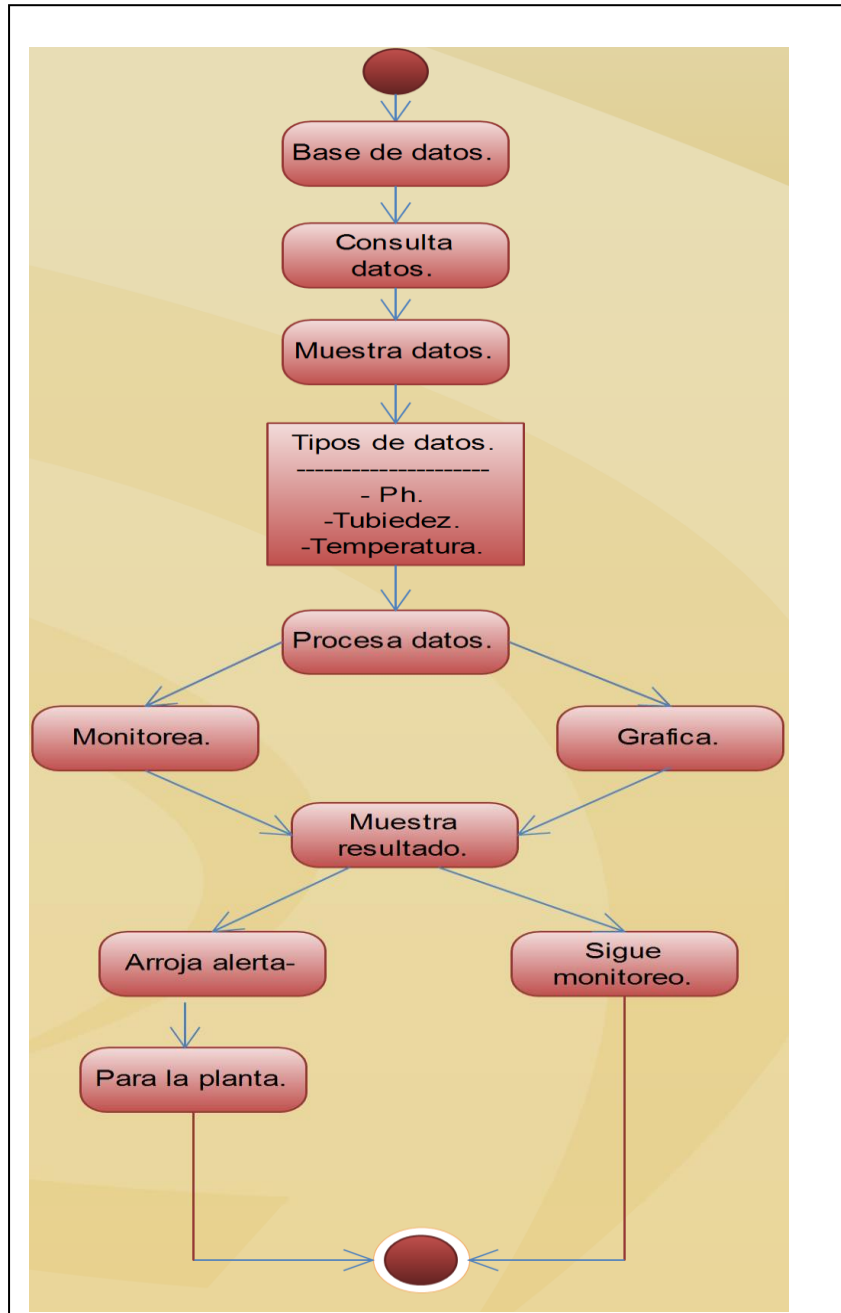 Base de datos.
Consulta
datos.
Muestra datos.
Tipos de datos.
---------------------
- Ph.
-Tubiedez.
-Temperatura.
Procesa datos.
Monitorea.
Grafica.
Muestra
resultado.
Arroja alerta-
Sigue
monitoreo.
Para la planta.